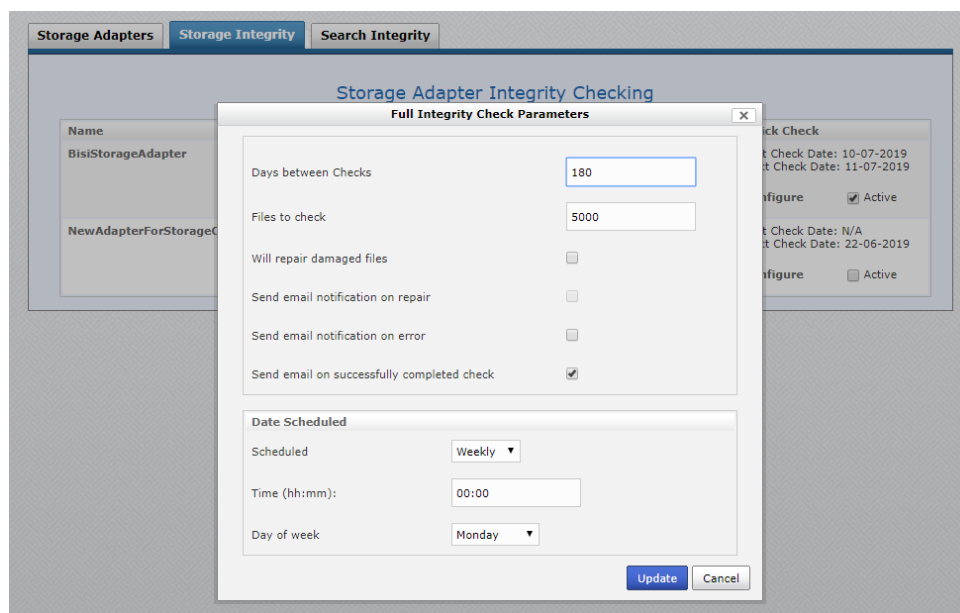 Storage Adapters Storage Integrity Search Integrity
Storage Adapter Integrity Checking
Full Integrity Check Parameters
Name
BisiStorageAdapter
Check
Check Date: 10-07-2019
Check Date: 11-07-2019
Active
Check Date: N/A
Check Date: 22-06-2019
Active
Days between Checks 180
Files to check 5000
Will repair damaged files
Send email notification on repair
Send email notification on error
Send email on successfully completed check
Date Scheduled
Scheduled Weekly
Time (hh:mm): 00:00
Day of week Monday
Update Cancel